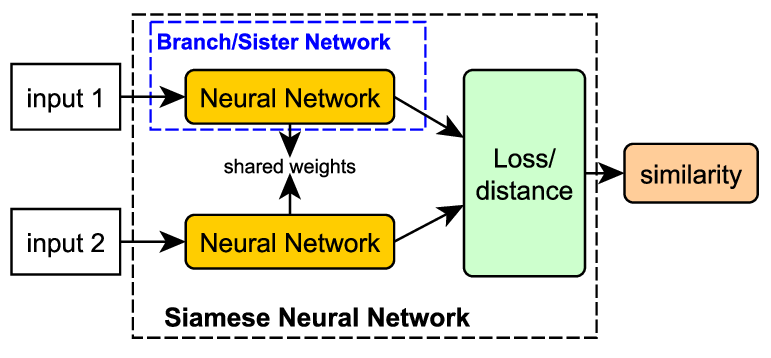 Branch/Sister Network
input 1
Neural Network
shared weights
Loss/
distance
similarity
input 2
Neural Network
Siamese Neural Network